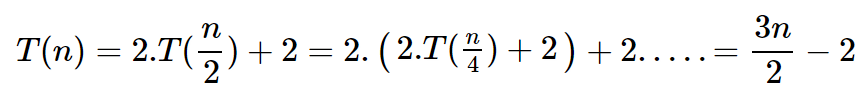 T(n) = 2.T(n/2) + 2 = 2. (2.T(n/4) + 2) + 2..... = 3n/2 − 2